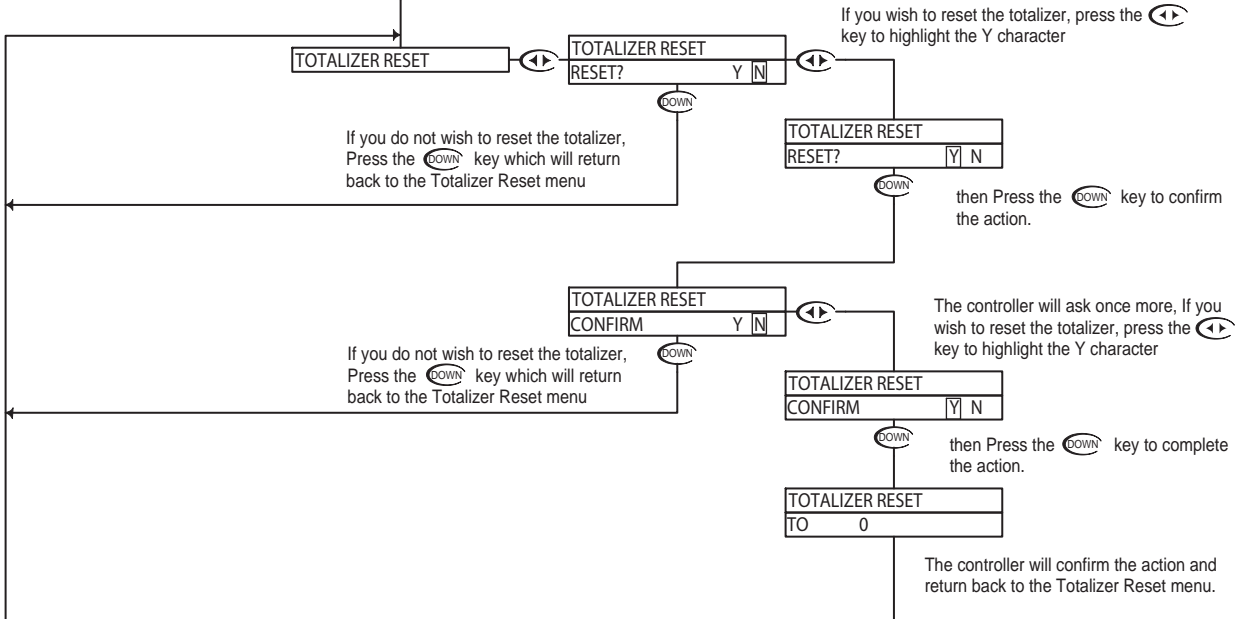 If you wish to reset the totalizer, press the
key to highlight the Y character
TOTALIZER RESET
TOTALIZER RESET
RESET? Y N
DOWN
If you do not wish to reset the totalizer,
Press the DOWN key which will return
back to the Totalizer Reset menu
TOTALIZER RESET
RESET? Y N
DOWN
then Press the DOWN key to confirm
the action.
TOTALIZER RESET
CONFIRM Y N
DOWN
If you do not wish to reset the totalizer,
Press the DOWN key which will return
back to the Totalizer Reset menu
The controller will ask once more, If you
wish to reset the totalizer, press the
key to highlight the Y character
TOTALIZER RESET
CONFIRM Y N
DOWN
then Press the DOWN key to complete
the action.
TOTALIZER RESET
TO 0
The controller will confirm the action and
return back to the Totalizer Reset menu.